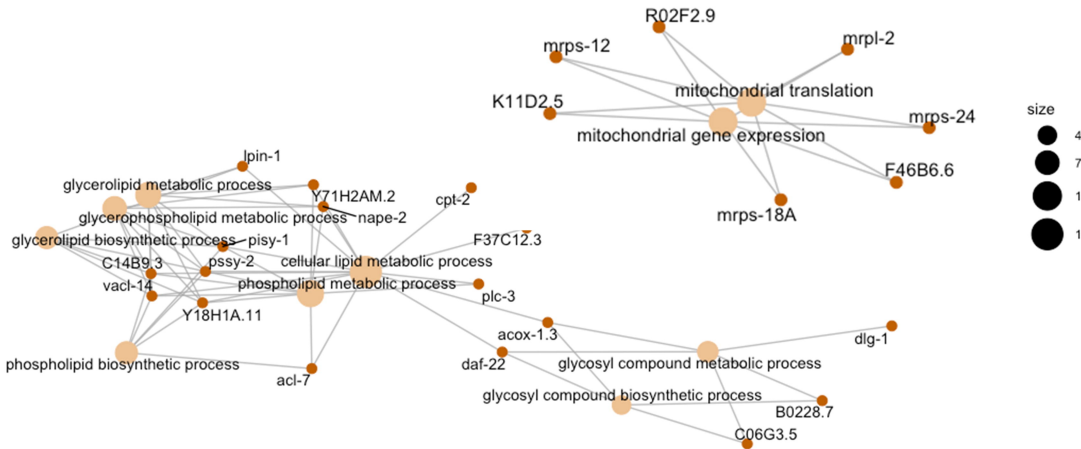 R02F2.9
mrps-12
mrpl-2
mitochondrial translation
K11D2.5
mrps-24
mitochondrial gene expression
F46B6.6
mrps-18A
size
4
7
1
1
lpin-1
glycerolipid metabolic process
Y71H2AM.2
cpt-2
glycerophospholipid metabolic process
nape-2
glycerolipid biosynthetic process
pisy-1
F37C12.3
C14B9.3
pssy-2
cellular lipid metabolic process
vacl-14
phospholipid metabolic process
plc-3
Y18H1A.11
acox-1.3
dlg-1
phospholipid biosynthetic process
daf-22
glycosyl compound metabolic process
acl-7
glycosyl compound biosynthetic process
B0228.7
C06G3.5